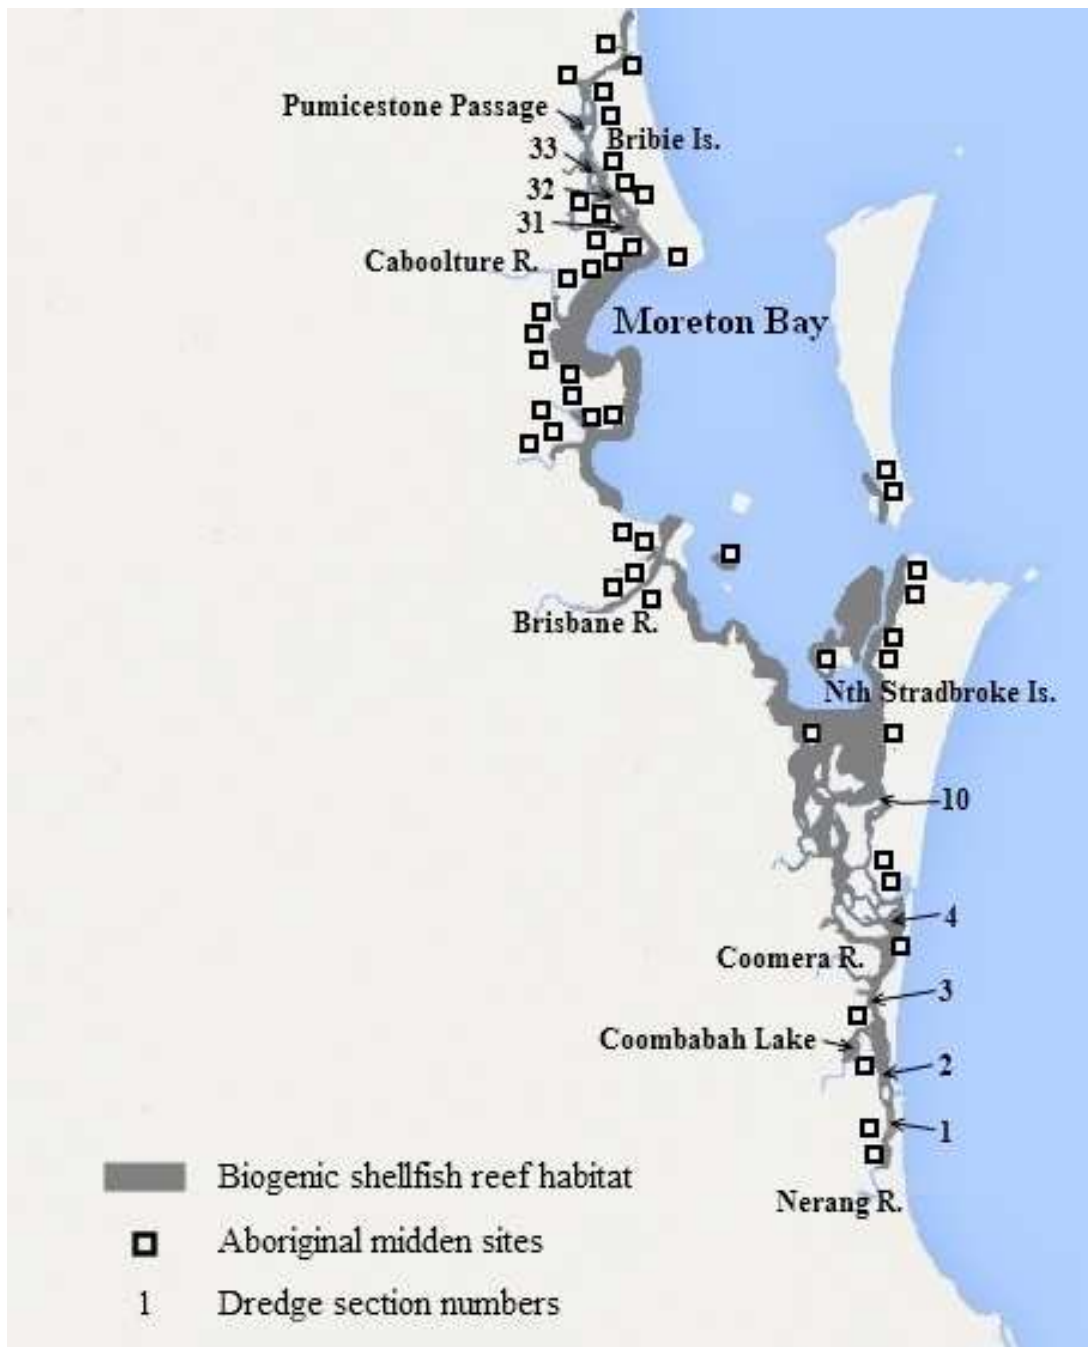 Pumicestone Passage
Bribie Is.
33
32
31
Caboolture R.
Moreton Bay
Brisbane R.
Nth Stradbroke Is.
10
4
Coomera R.
3
Coombabah Lake
2
1
Nerang R.
Biogenic shellfish reef habitat
Aboriginal midden sites
1 Dredge section numbers